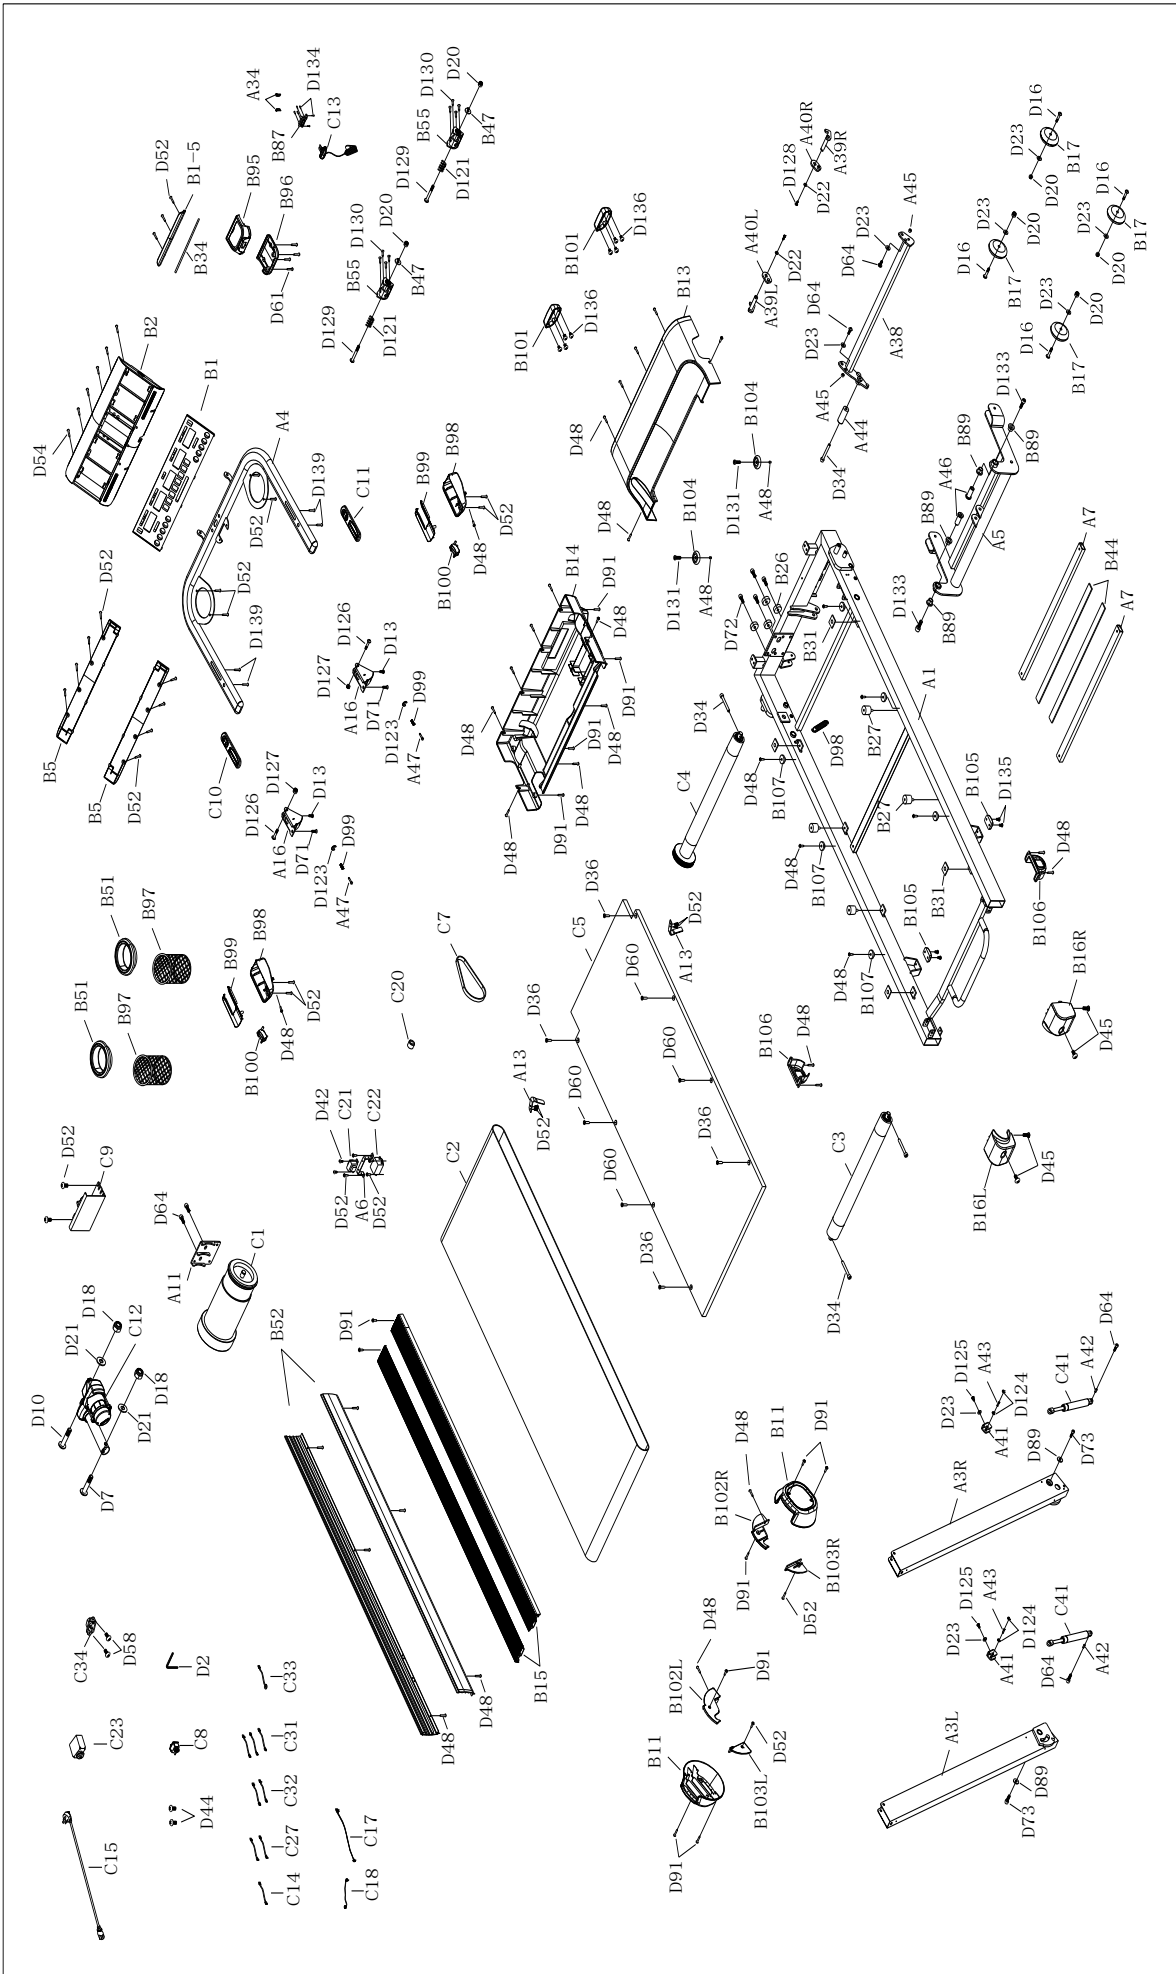 A34
D134
C13
B87
D52
B1-5
B95
B96
B34
D61
D20
D130
B55
B47
D129
D121
D20
D130
B55
B47
D129
D121
B2
B1
D54
A4
D139
C11
D52
D52
D52
D139
B5
B5
D52
C10
D136
B101
D136
B101
B13
D48
D48
B104
D131
A48
B104
D131
A48
D128
A40R
A39R
D22
A40L
D22
A39L
D64
D23
A45
D64
D23
A38
A45
A44
D34
D16
D23
B17
D20
D16
D23
B17
D20
D16
D23
D20
B17
D16
D23
D20
B17
D133
B89
B89
A46
B89
A5
D133
B89
A7
B44
A7
B98
B99
D52
D48
B100
B14
D91
D48
D91
D48
D91
D48
D48
D91
D48
D126
D13
D127
A16
D71
D99
D123
A47
D127
D13
D126
A16
D71
D99
D123
A47
B26
D72
B31
A1
D34
C4
D98
B27
D48
B107
B105
D135
B27
D48
B107
D48
B106
B31
B105
B16R
D48
B107
D45
B51
B97
B51
B97
B98
B99
D52
D48
B100
C7
C20
D36
C5
D52
A13
D60
D36
D60
D60
D36
D60
D36
A13
D52
B106
D48
C3
D34
B16L
D45
D42
C21
C22
D52
A6
D52
C2
D52
C9
D64
A11
C1
D18
C12
D21
D18
D10
D21
D7
B52
D91
B15
D48
D48
D64
A42
C41
D125
A43
D23
D124
A41
D89
D73
A3R
D125
A43
D23
D124
A41
C41
D64
A42
A3L
D89
D73
D48
B11
D91
B102R
B103R
D91
D52
D48
D91
B102L
D52
B103L
B11
D91
C34
D58
D2
C33
C23
C8
C31
C32
D44
C27
C17
C15
C14
C18